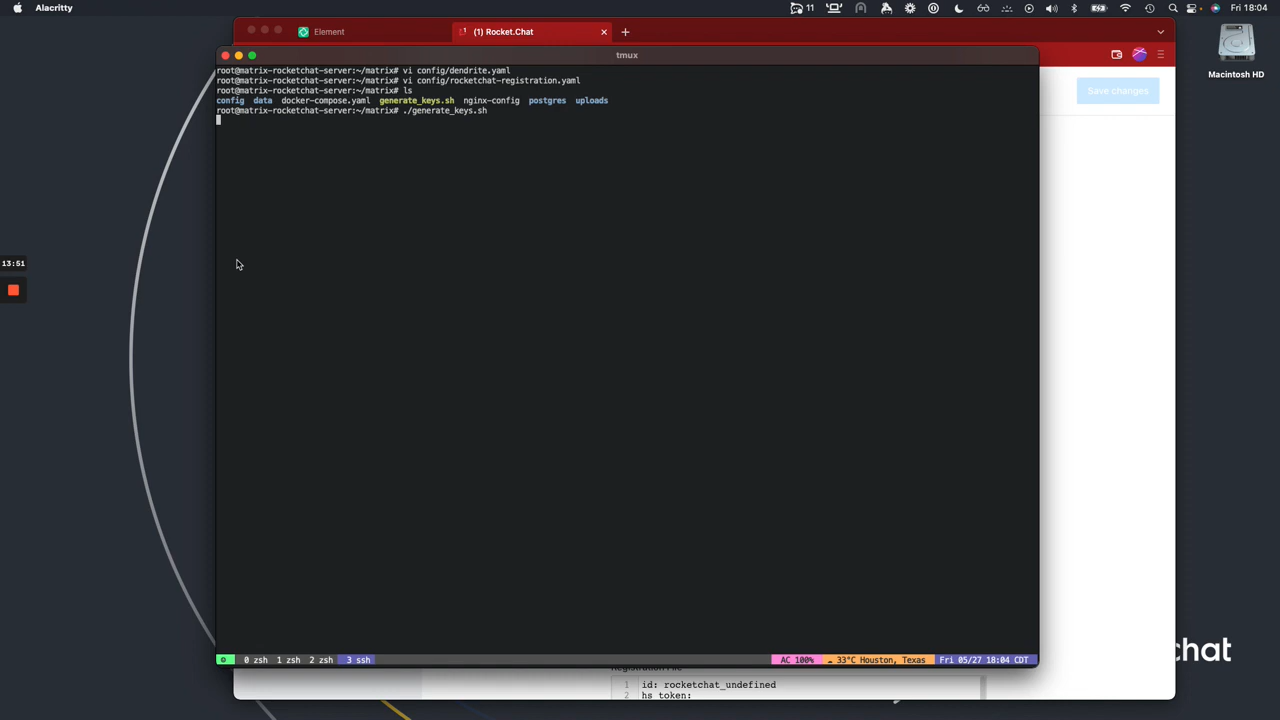 Alacritty
11
Fri 18:04
Element
(1) Rocket.Chat
tmux
Macintosh HD
Save changes
root@matrix-rocketchat-server:~/matrix# vi config/dendrite.yaml
root@matrix-rocketchat-server:~/matrix# vi config/rocketchat-registration.yaml
root@matrix-rocketchat-server:~/matrix# ls
config data docker-compose.yaml generate_keys.sh nginx-config postgres uploads
root@matrix-rocketchat-server:~/matrix# ./generate_keys.sh
13:51
0 zsh 1 zsh 2 zsh 3 ssh
AC 100% 33°C Houston, Texas Fri 05/27 18:04 CDT
chat
1 id: rocketchat_undefined
2 hs_token: